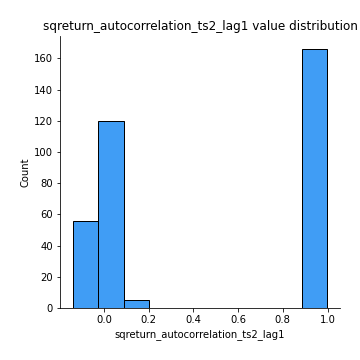 sqreturn_autocorrelation_ts2_lag1 value distribution
160
140
120
100
80
60
40
20
0
Count
0.0 0.2 0.4 0.6 0.8 1.0
sqreturn_autocorrelation_ts2_lag1